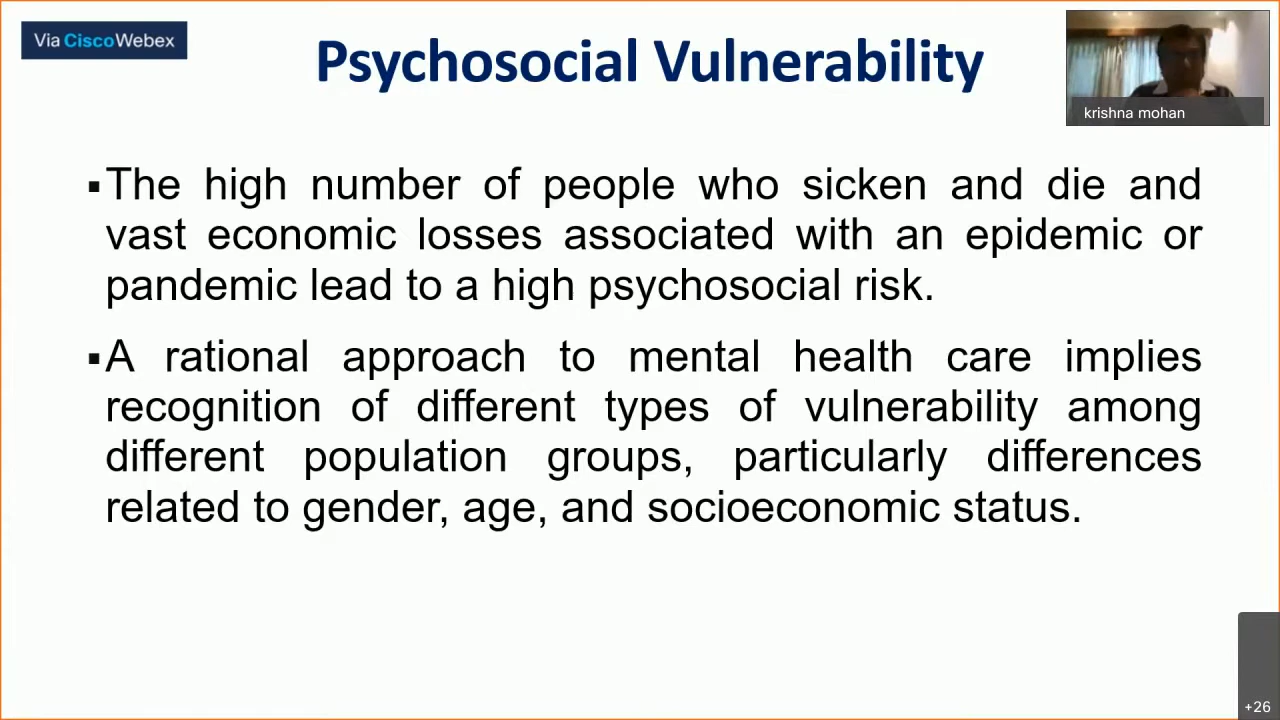 Via CiscoWebex
Psychosocial Vulnerability
krishna mohan
▪The high number of people who sicken and die and
vast economic losses associated with an epidemic or
pandemic lead to a high psychosocial risk.
▪A rational approach to mental health care implies
recognition of different types of vulnerability among
different population groups, particularly differences
related to gender, age, and socioeconomic status.
+26